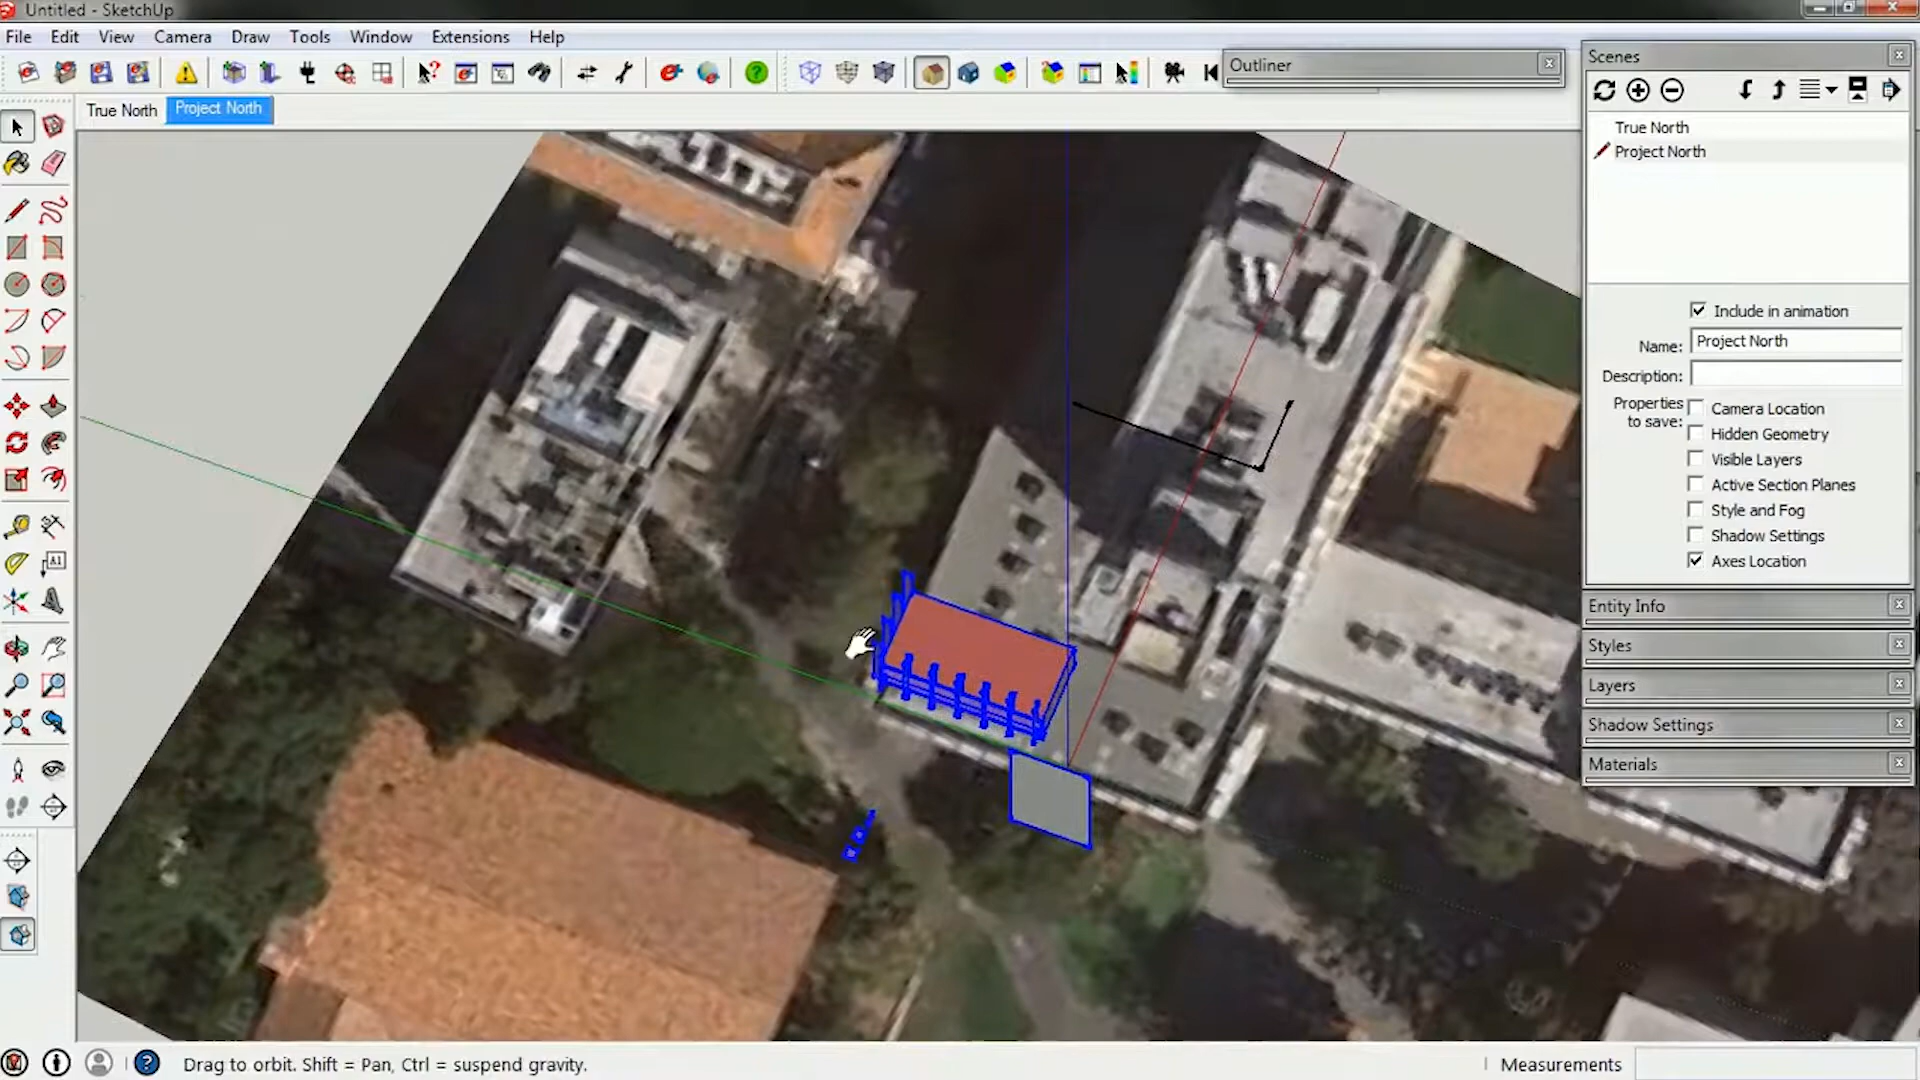 Untitled - SketchUp
File Edit View Camera Draw Tools Window Extensions Help
Outliner
Scenes
True North Project North
True North
Project North
Include in animation
Name: Project North
Description:
Properties to save:
Camera Location
Hidden Geometry
Visible Layers
Active Section Planes
Style and Fog
Shadow Settings
Axes Location
Entity Info
Styles
Layers
Shadow Settings
Materials
A1
Drag to orbit. Shift = Pan, Ctrl = suspend gravity.
Measurements